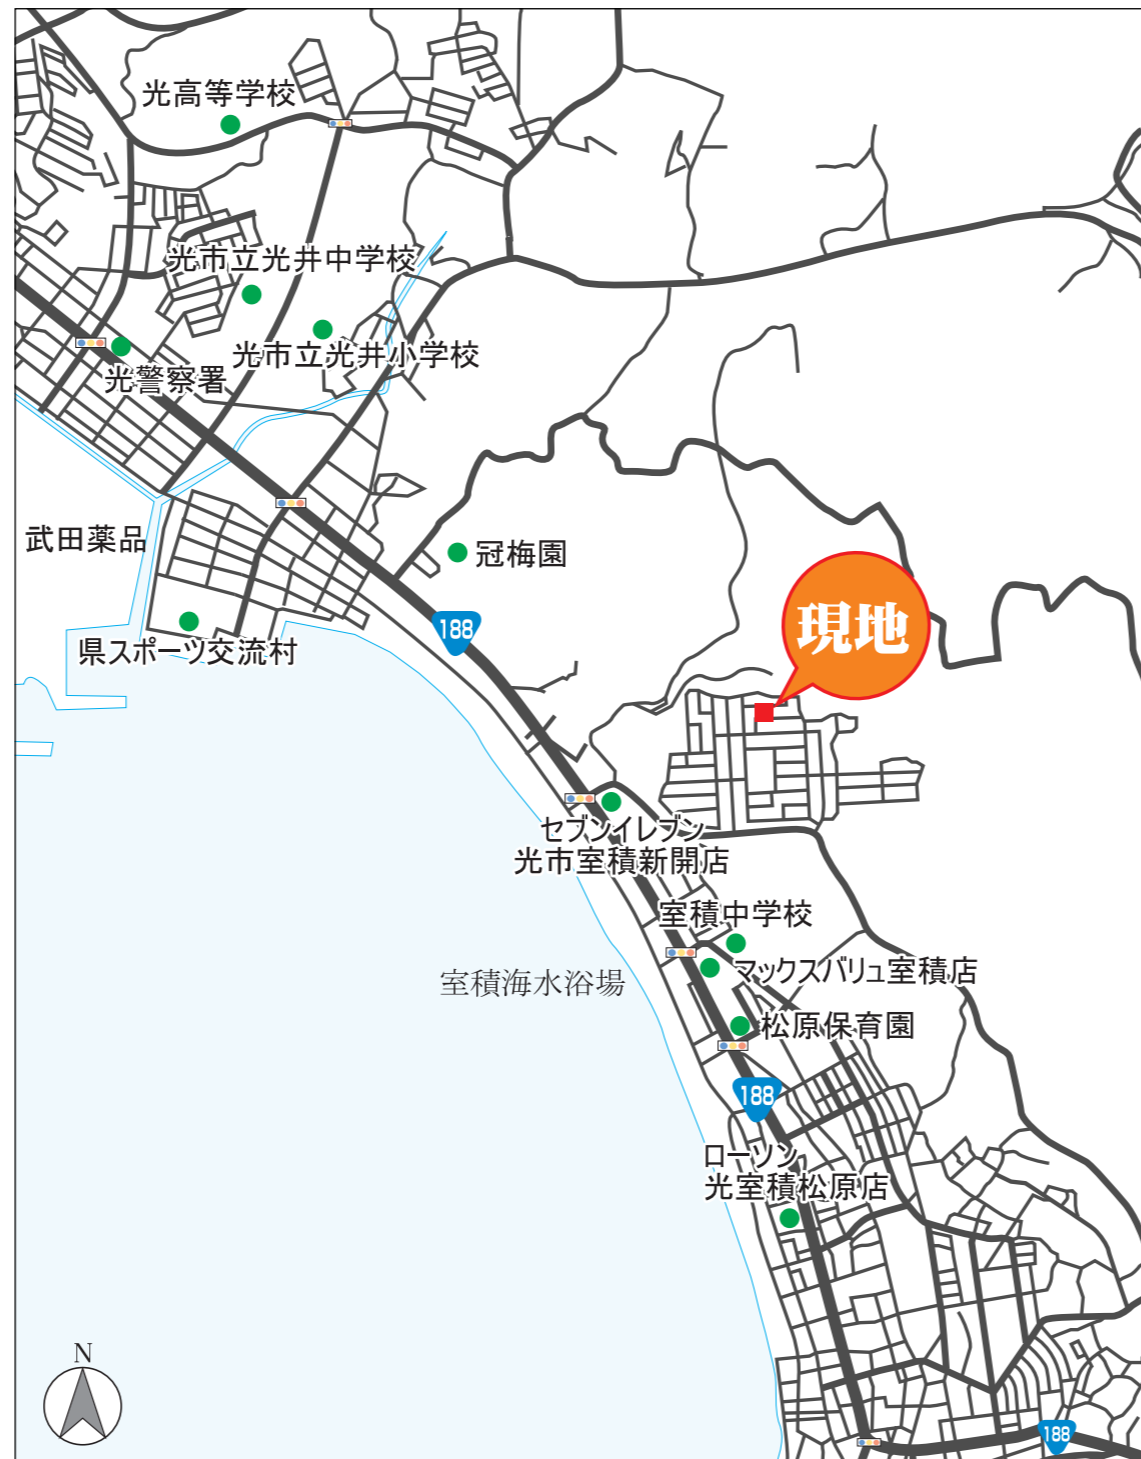 光高等学校
光市立光井中学校
光市立光井小学校
光警察署
武田薬品
冠梅園
現地
188
県スポーツ交流村
セブンイレブン
光市室積新開店
室積中学校
マックスバリュ室積店
室積海水浴場
松原保育園
188
ローソン
光室積松原店
N
188